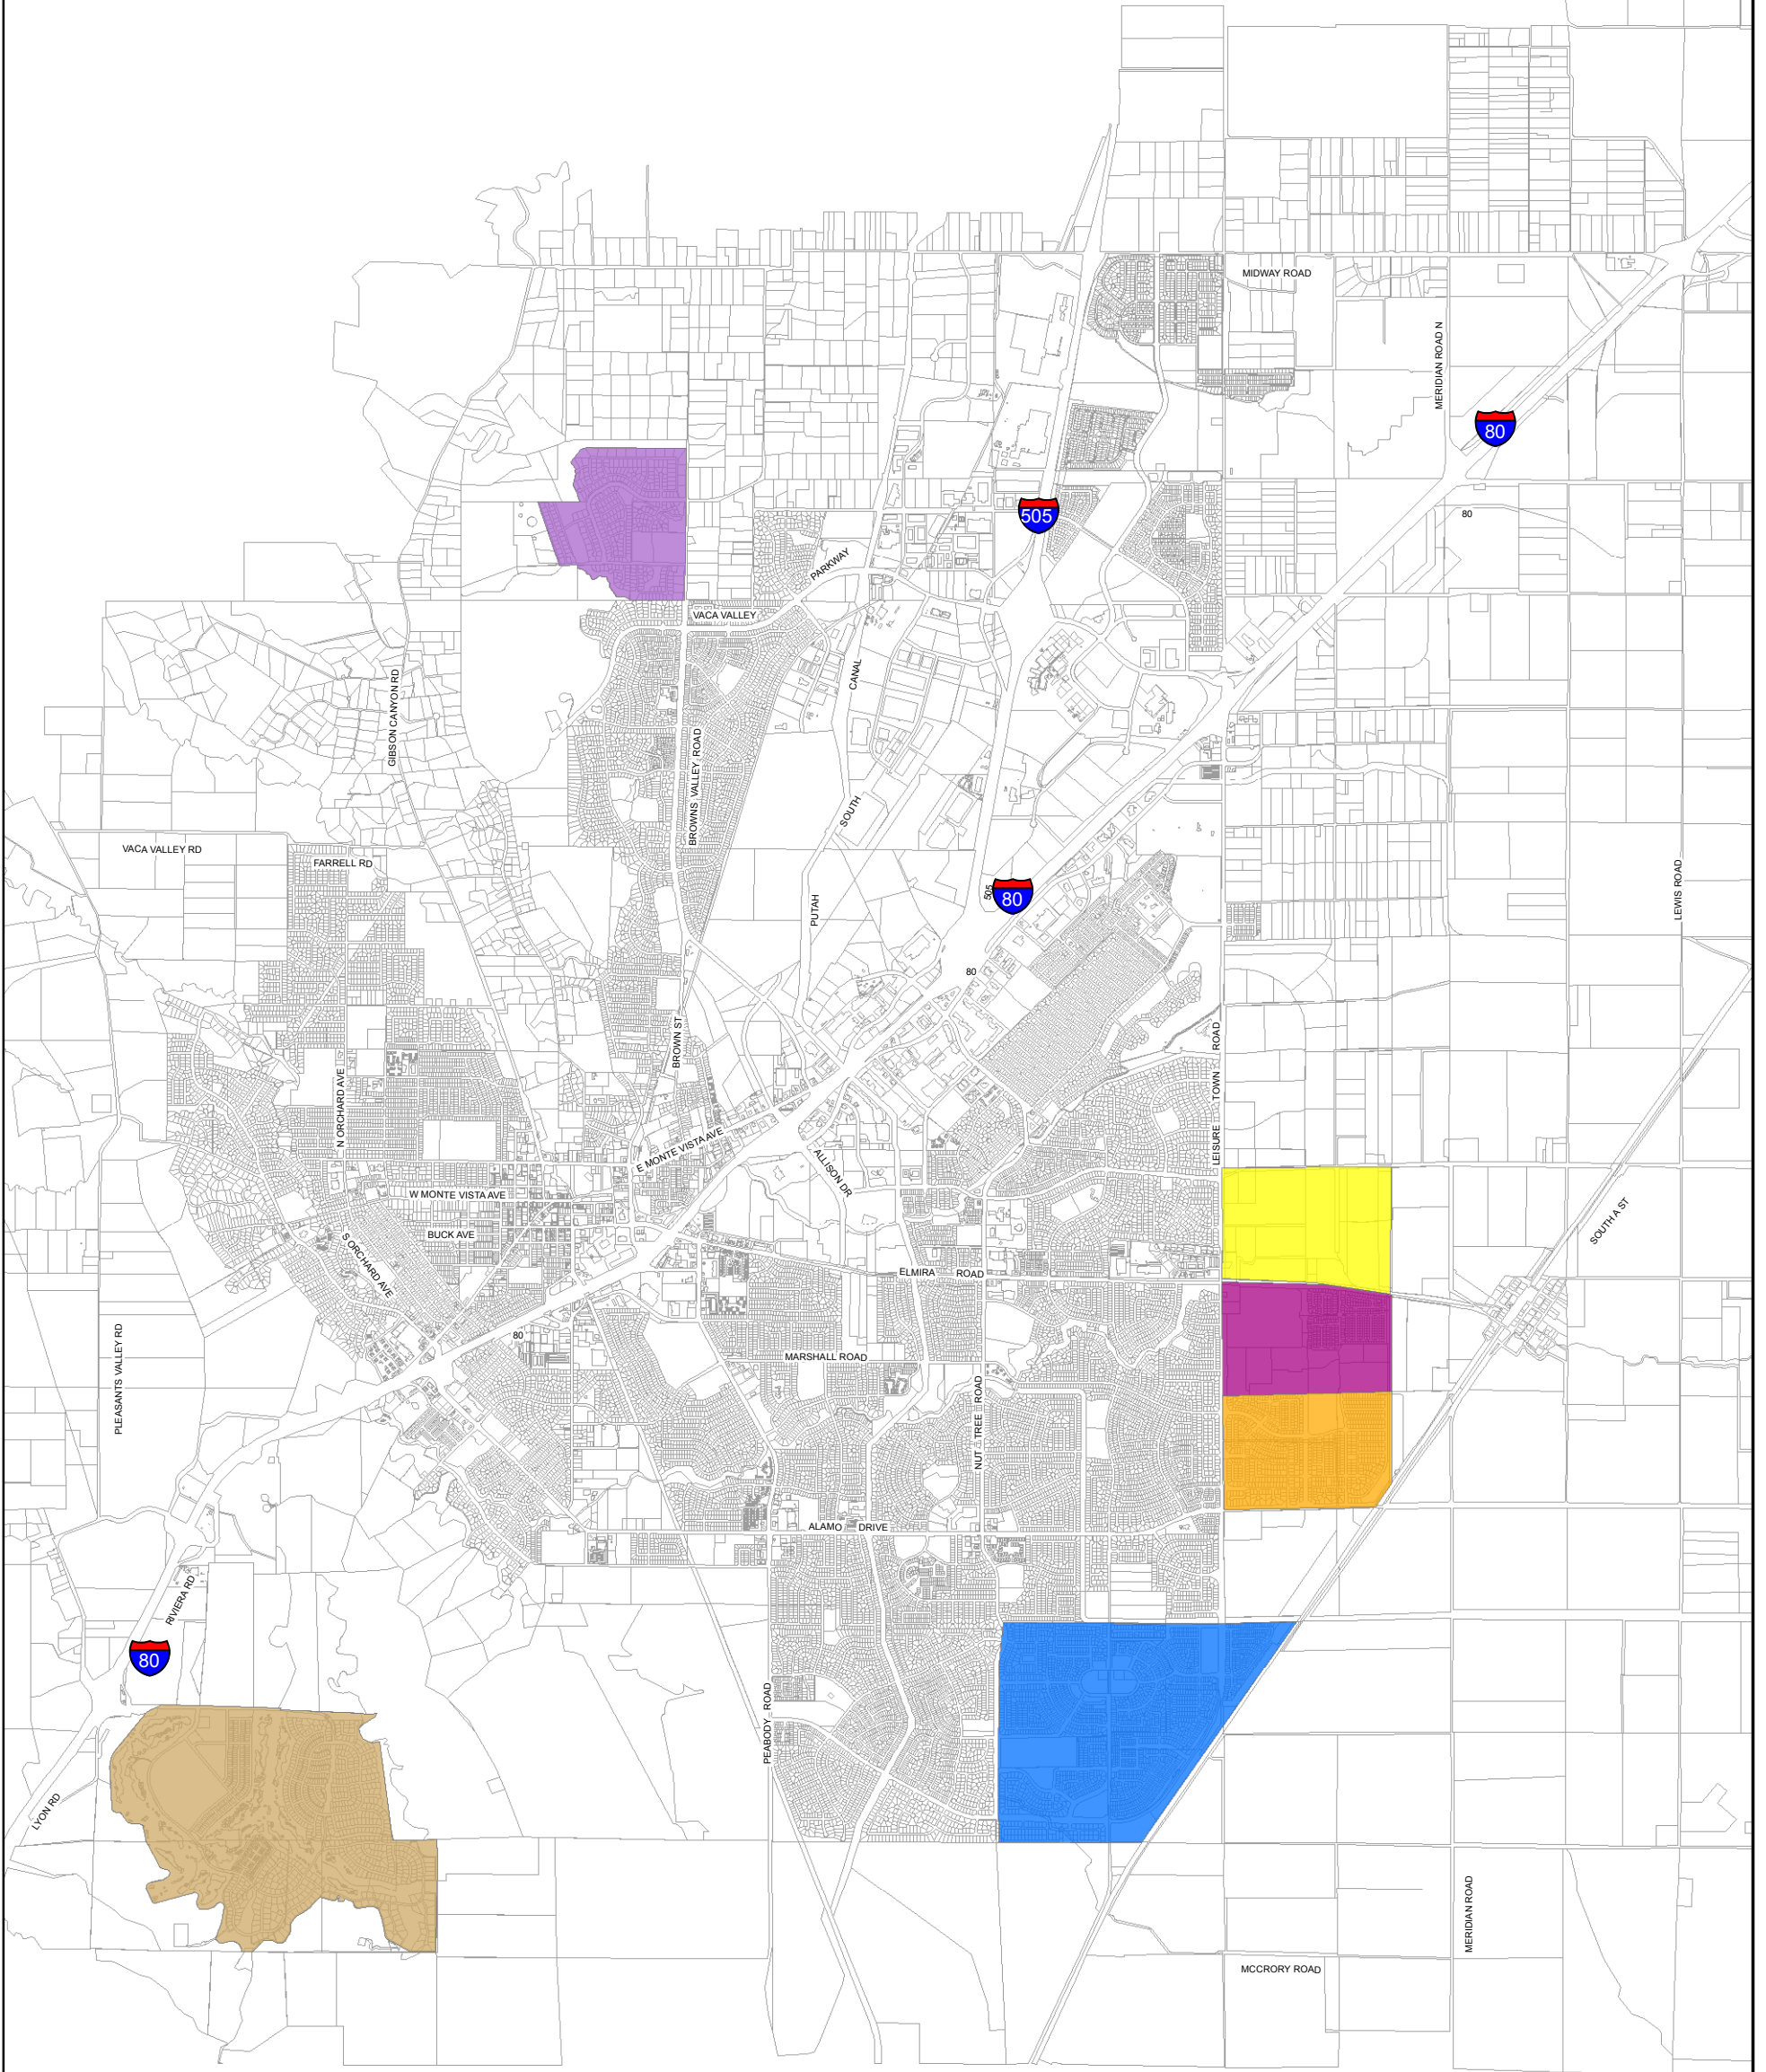 MIDWAY ROAD
MERIDIAN ROAD N
80
505
80
PARKWAY
VACA VALLEY
CANAL
GIBSON CANYON RD
BROWNS VALLEY ROAD
SOUTH
VACA VALLEY RD
FARRELL RD
505
80
LEWIS ROAD
PUTAH
80
BROWN ST
LEISURE TOWN ROAD
N ORCHARD AVE
E MONTE VISTA AVE
ALLISON DR
W MONTE VISTA AVE
BUCK AVE
S ORCHARD AVE
SOUTH A ST
ELMIRA ROAD
80
PLEASANTS VALLEY RD
MARSHALL ROAD
NUT TREE ROAD
ALAMO DRIVE
RIVIERA RD
80
PEABODY ROAD
LYON RD
MERIDIAN ROAD
MCCRORY ROAD